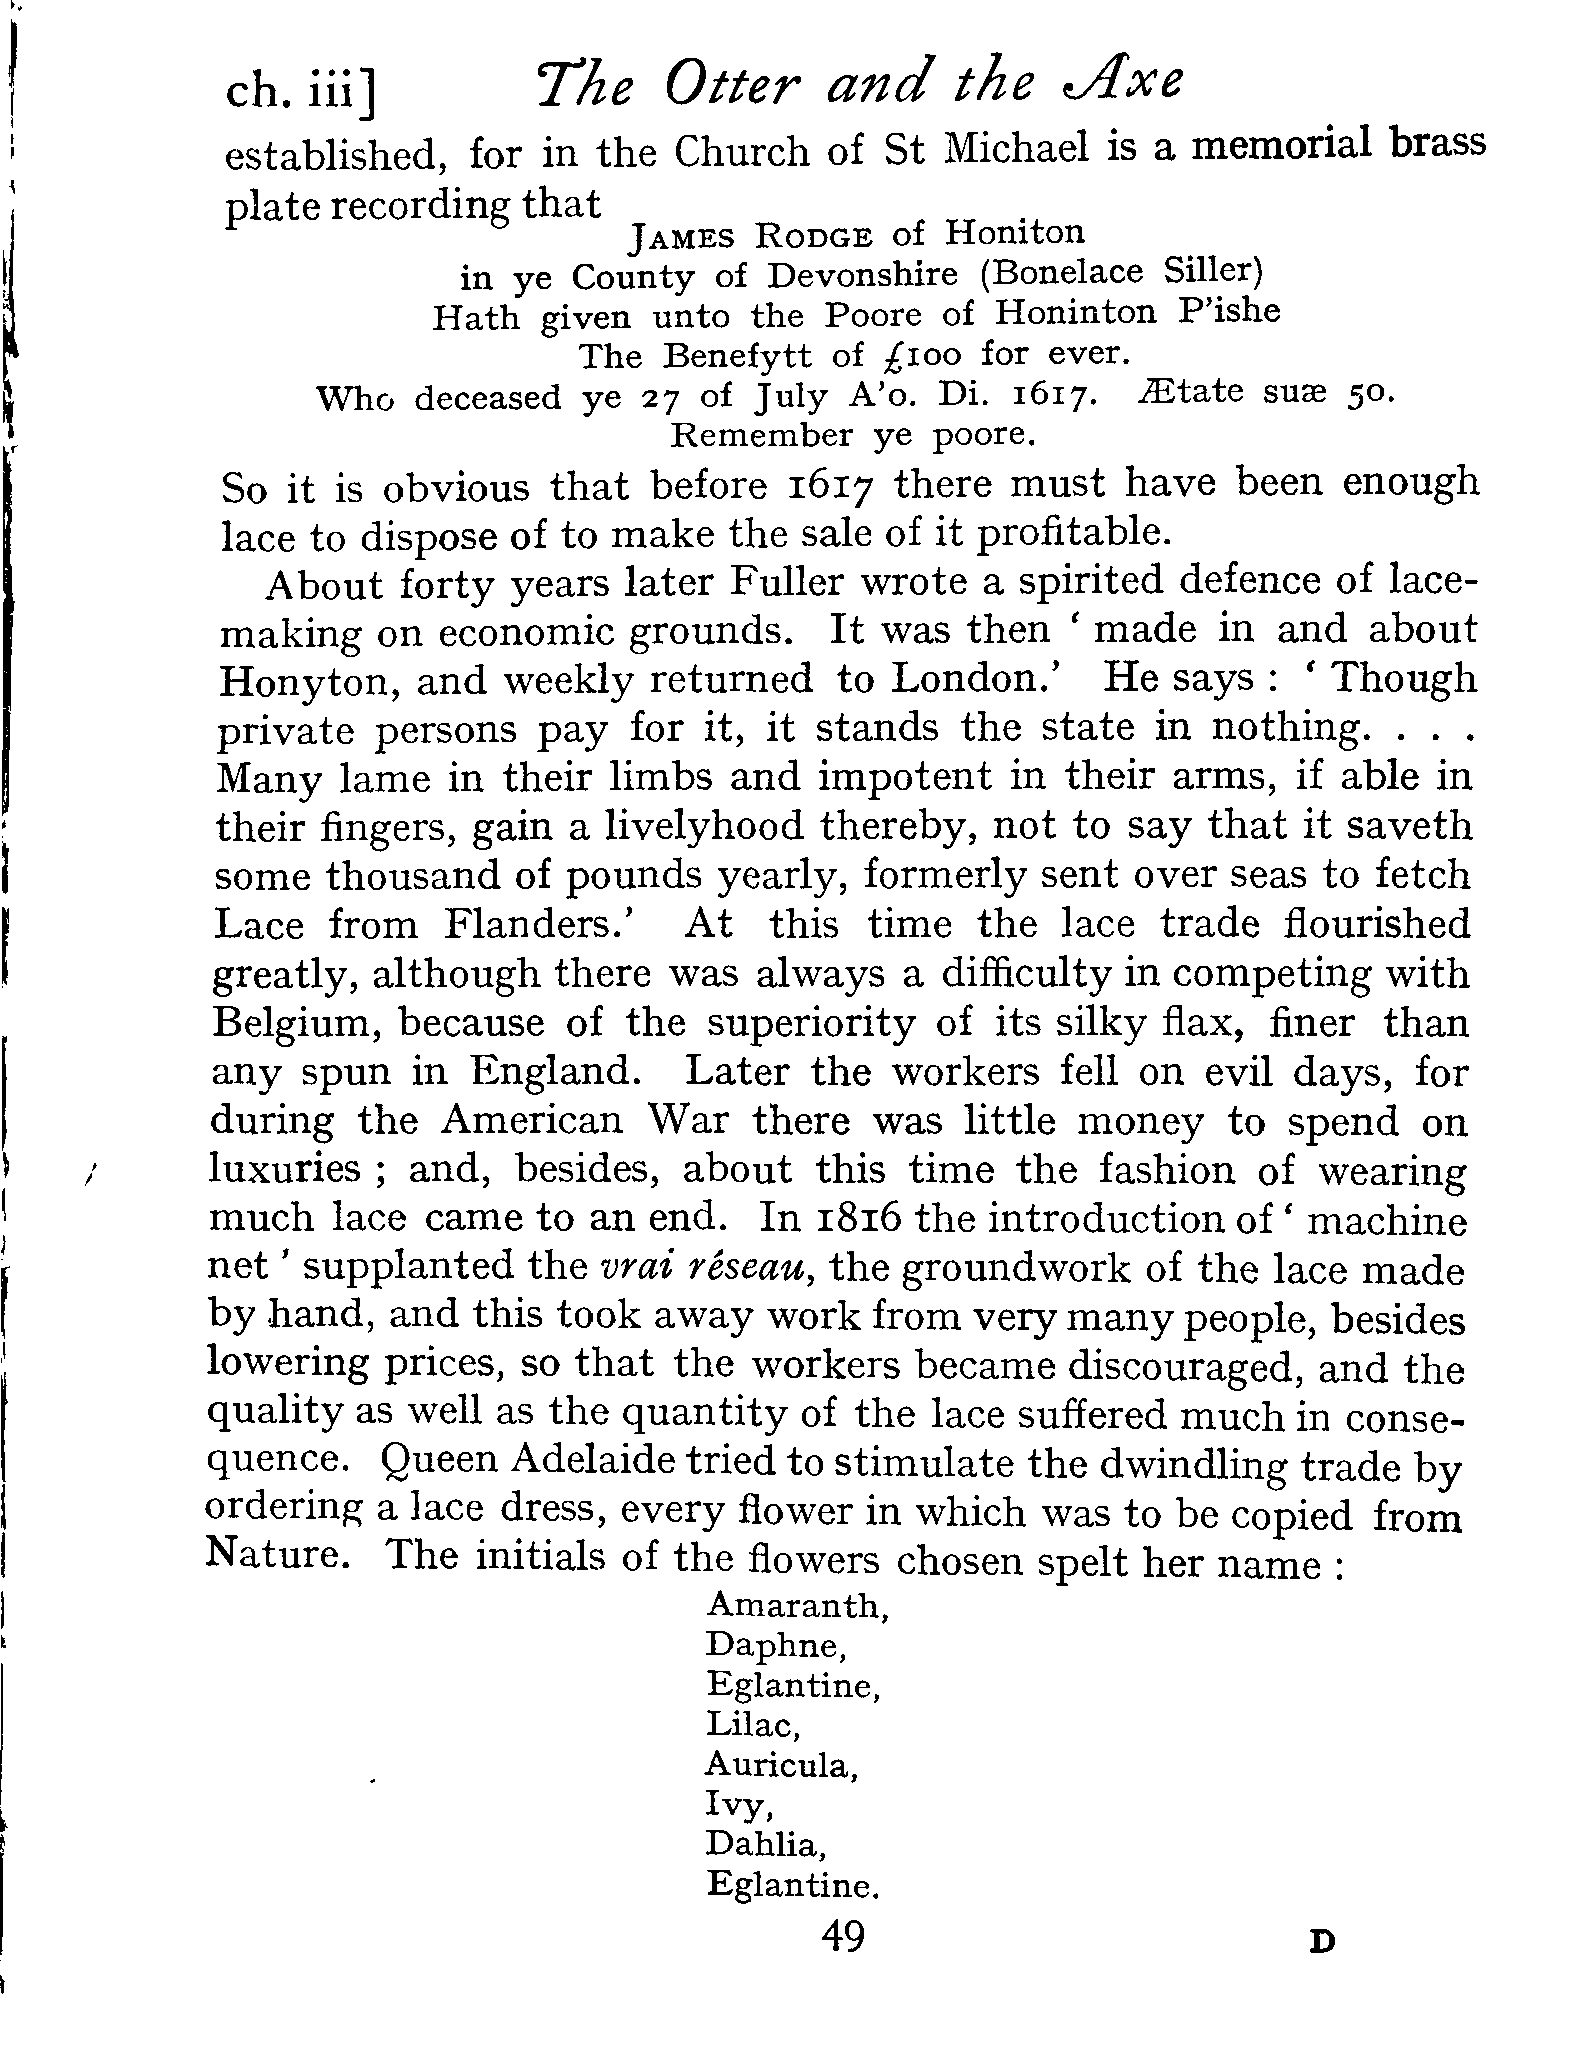 ch. iii] The Otter and the Axe
established, for in the Church of St Michael is a memorial brass
plate recording that
James Rodge of Honiton
in ye County of Devonshire (Bonelace Siller)
Hath given unto the Poore of Honinton P'ishe
The Benefytt of £100 for ever.
Who deceased ye 27 of July A'o. Di. 1617. Ætate suæ 50.
Remember ye poore.
So it is obvious that before 1617 there must have been enough
lace to dispose of to make the sale of it profitable.
About forty years later Fuller wrote a spirited defence of lace-
making on economic grounds. It was then ‘ made in and about
Honyton, and weekly returned to London.’ He says : ‘ Though
private persons pay for it, it stands the state in nothing. . . .
Many lame in their limbs and impotent in their arms, if able in
their fingers, gain a livelyhood thereby, not to say that it saveth
some thousand of pounds yearly, formerly sent over seas to fetch
Lace from Flanders.’ At this time the lace trade flourished
greatly, although there was always a difficulty in competing with
Belgium, because of the superiority of its silky flax, finer than
any spun in England. Later the workers fell on evil days, for
during the American War there was little money to spend on
luxuries ; and, besides, about this time the fashion of wearing
much lace came to an end. In 1816 the introduction of ‘ machine
net ’ supplanted the vrai réseau, the groundwork of the lace made
by hand, and this took away work from very many people, besides
lowering prices, so that the workers became discouraged, and the
quality as well as the quantity of the lace suffered much in conse-
quence. Queen Adelaide tried to stimulate the dwindling trade by
ordering a lace dress, every flower in which was to be copied from
Nature. The initials of the flowers chosen spelt her name :
Amaranth,
Daphne,
Eglantine,
Lilac,
Auricula,
Ivy,
Dahlia,
Eglantine.
49 D